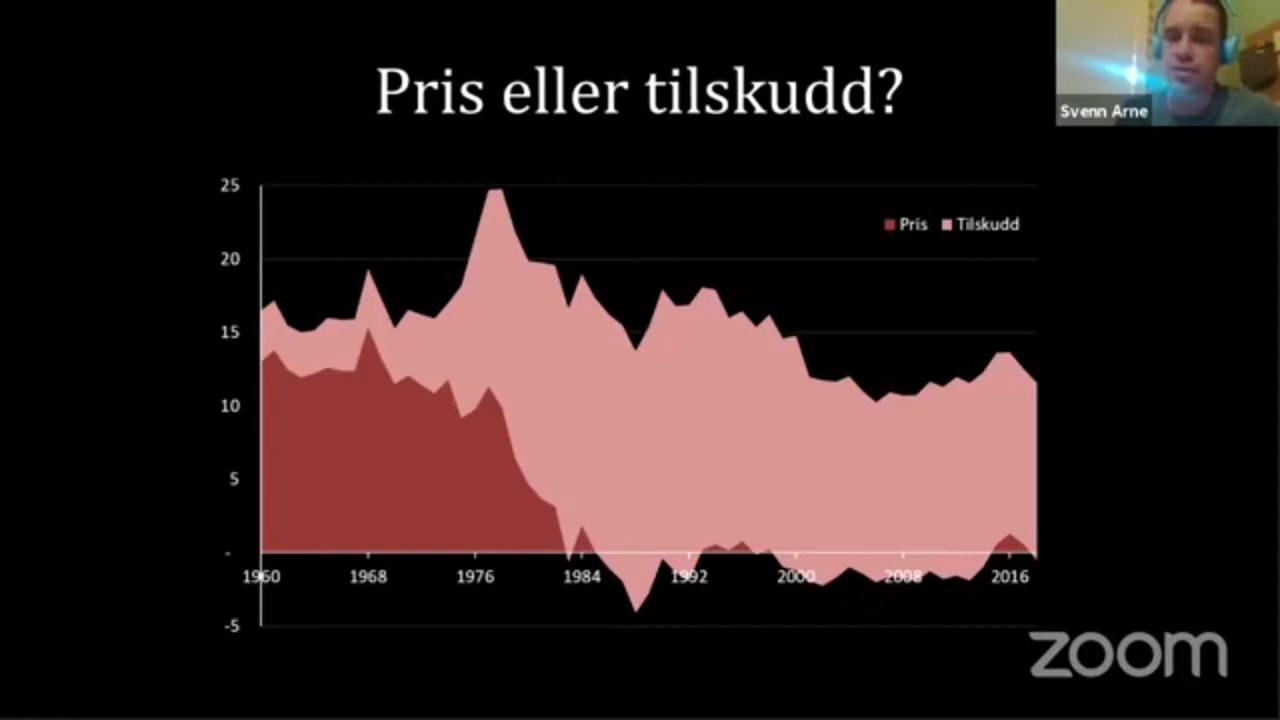 Pris eller tilskudd?
Svenn Arne
25
Pris Tilskudd
20
15
10
5
-
1960 1968 1976 1984 1992 2000 2008 2016
-5
zoom